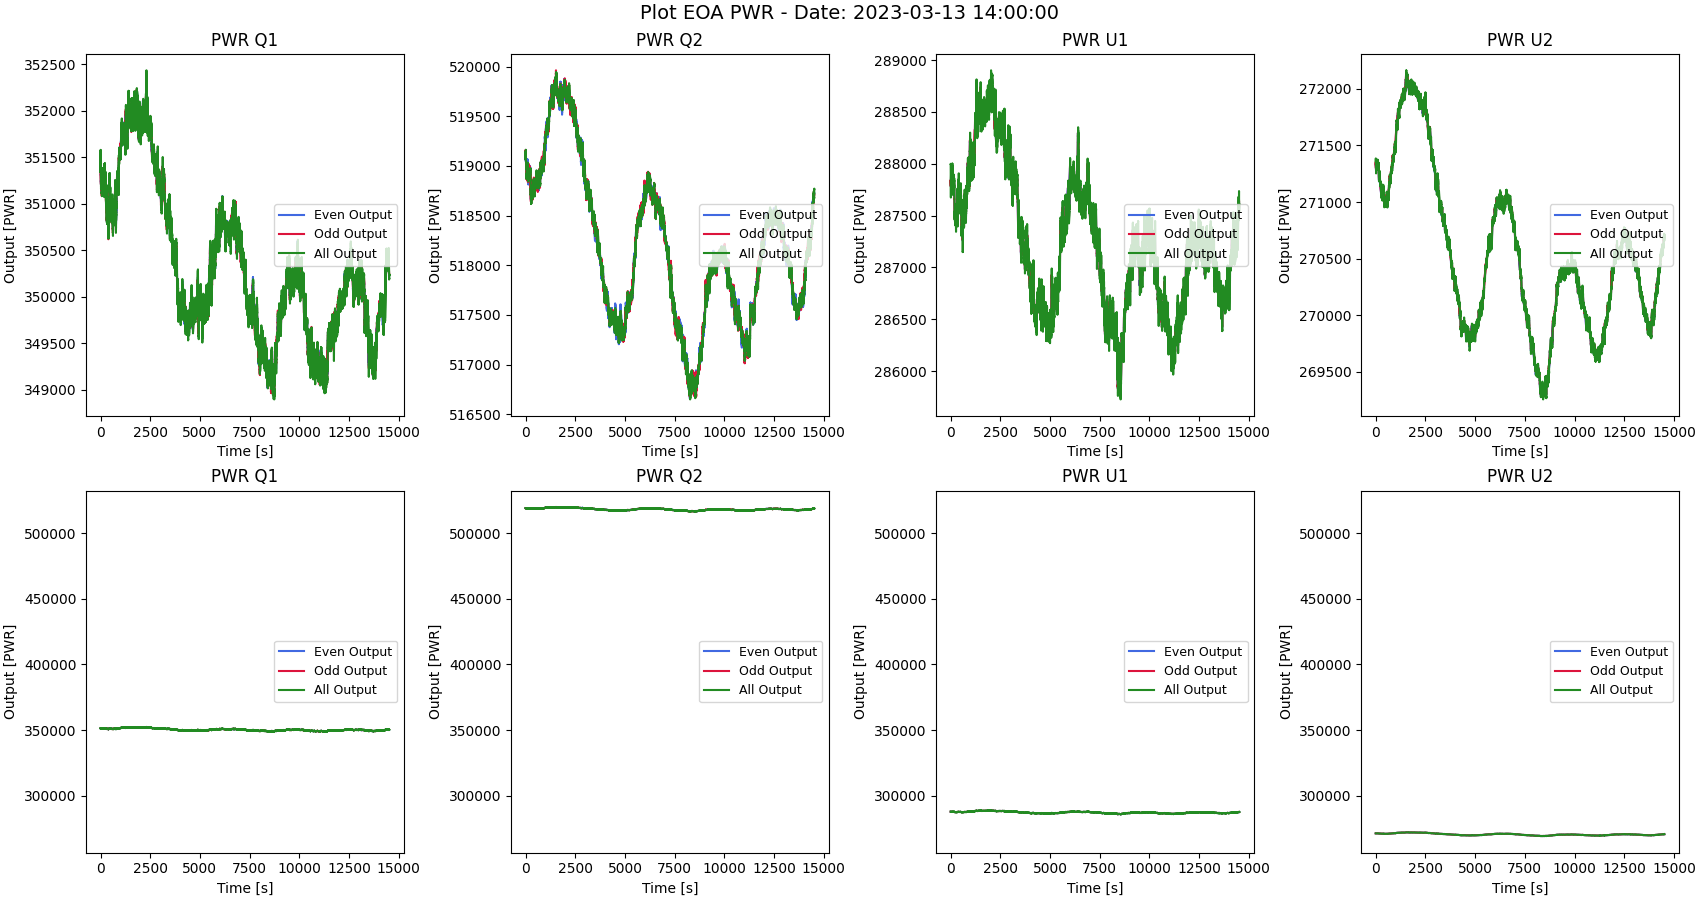 Plot EOA PWR - Date: 2023-03-13 14:00:00
PWR Q1
352500
352000
351500
351000
350500
350000
349500
349000
Output [PWR]
Even Output
Odd Output
All Output
0 2500 5000 7500 10000 12500 15000
Time [s]
PWR Q2
520000
519500
519000
518500
518000
517500
517000
516500
Output [PWR]
Even Output
Odd Output
All Output
0 2500 5000 7500 10000 12500 15000
Time [s]
PWR U1
289000
288500
288000
287500
287000
286500
286000
Output [PWR]
Even Output
Odd Output
All Output
0 2500 5000 7500 10000 12500 15000
Time [s]
PWR U2
272000
271500
271000
270500
270000
269500
Output [PWR]
Even Output
Odd Output
All Output
0 2500 5000 7500 10000 12500 15000
Time [s]
PWR Q1
500000
450000
400000
350000
300000
Output [PWR]
Even Output
Odd Output
All Output
0 2500 5000 7500 10000 12500 15000
Time [s]
PWR Q2
500000
450000
400000
350000
300000
Output [PWR]
Even Output
Odd Output
All Output
0 2500 5000 7500 10000 12500 15000
Time [s]
PWR U1
500000
450000
400000
350000
300000
Output [PWR]
Even Output
Odd Output
All Output
0 2500 5000 7500 10000 12500 15000
Time [s]
PWR U2
500000
450000
400000
350000
300000
Output [PWR]
Even Output
Odd Output
All Output
0 2500 5000 7500 10000 12500 15000
Time [s]